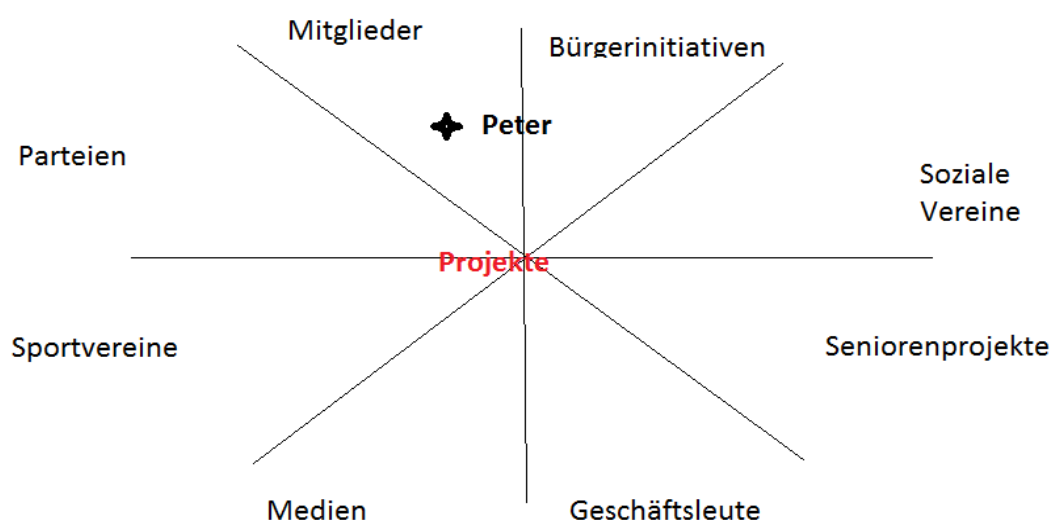 Mitglieder
Bürgerinitiativen
Peter
Parteien
Soziale
Vereine
Projekte
Sportvereine
Seniorenprojekte
Medien
Geschäftsleute